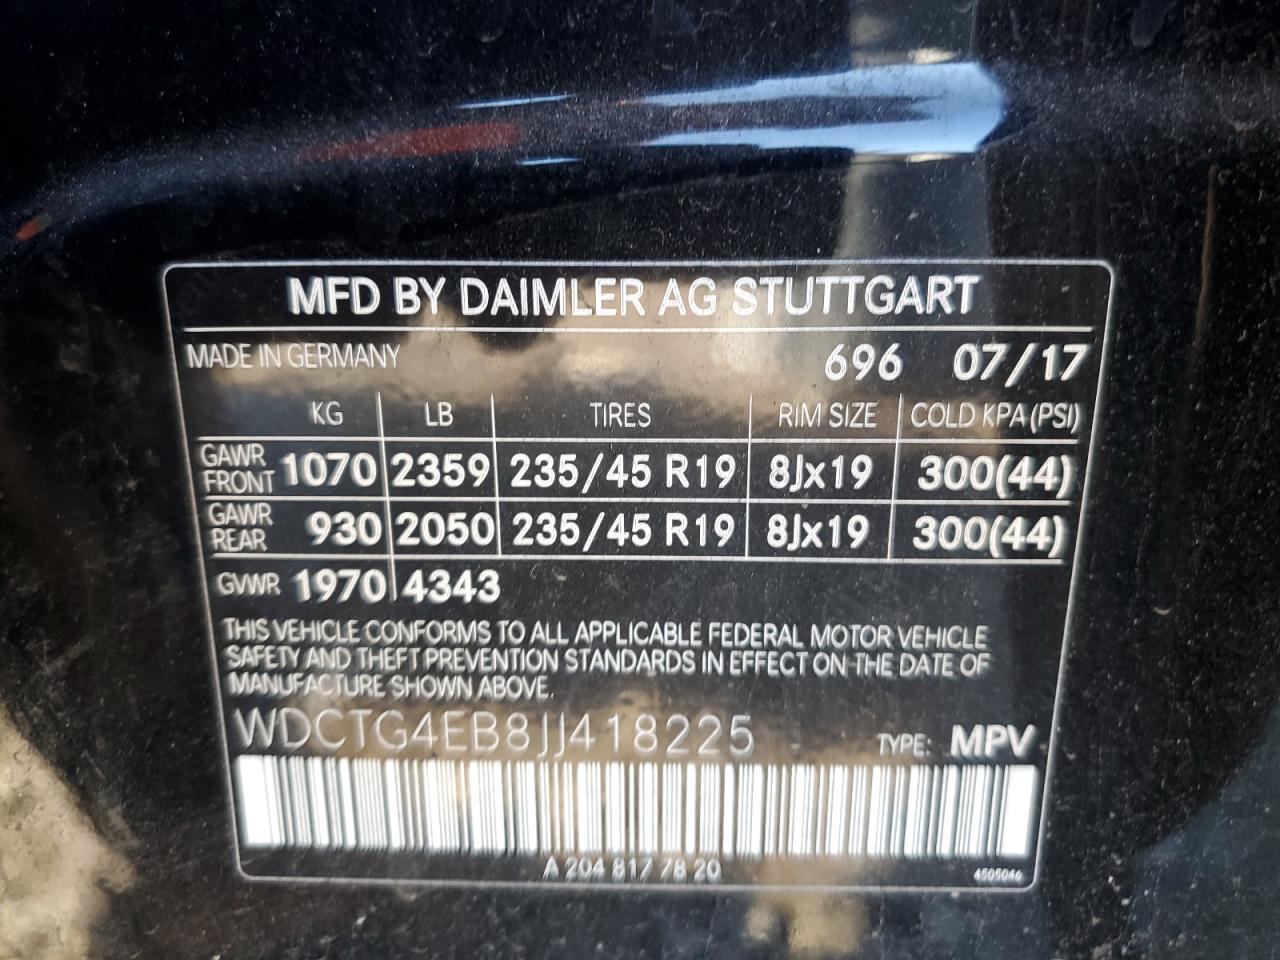 MFD BY DAIMLER AG STUTTGART
MADE IN GERMANY 696 07/17
KG LB TIRES RIM SIZE COLD KPA (PSI)
GAWR FRONT 1070 2359 235/45 R19 8Jx19 300(44)
GAWR REAR 930 2050 235/45 R19 8Jx19 300(44)
GVWR 1970 4343
THIS VEHICLE CONFORMS TO ALL APPLICABLE FEDERAL MOTOR VEHICLE
SAFETY AND THEFT PREVENTION STANDARDS IN EFFECT ON THE DATE OF
MANUFACTURE SHOWN ABOVE.
WDCTG4EB8JJ418225 TYPE: MPV
A 204 817 78 20
4505046